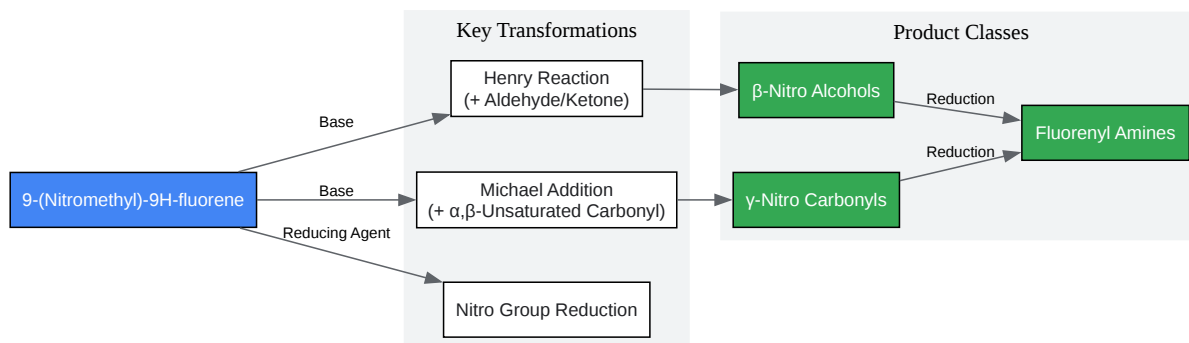 Key Transformations
Product Classes
Henry Reaction
(+ Aldehyde/Ketone)
β-Nitro Alcohols
Reduction
Base
Fluorenyl Amines
Reduction
9-(Nitromethyl)-9H-fluorene
Base
Michael Addition
(+ α,β-Unsaturated Carbonyl)
γ-Nitro Carbonyls
Reducing Agent
Nitro Group Reduction